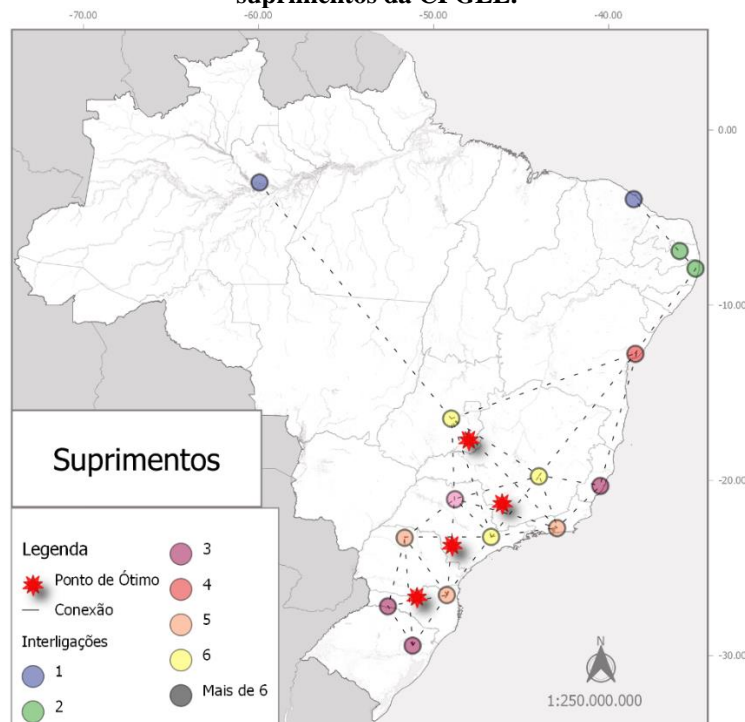 suprimentos da CPGEE.
-70.00
-60.00
-50.00
-40.00
0.00
-10.00
-20.00
-30.00
Suprimentos
Legenda
Ponto de Ótimo
Conexão
Interligações
1
2
3
4
5
6
Mais de 6
N
1:250.000.000